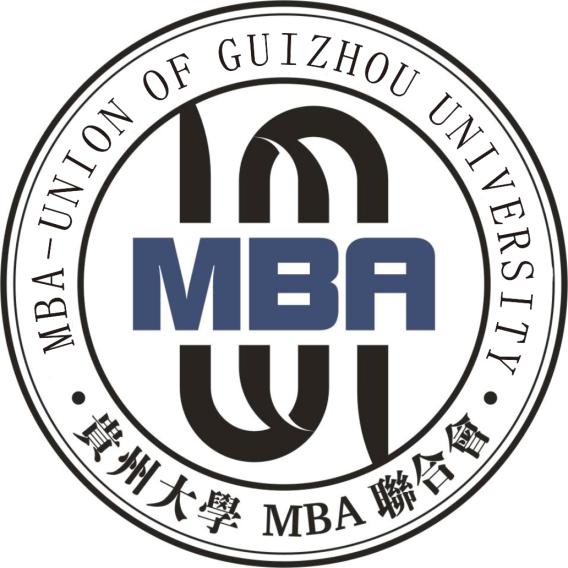 MBA-UNION OF GUIZHOU UNIVERSITY
MBA
貴州大學 MBA 聯合會